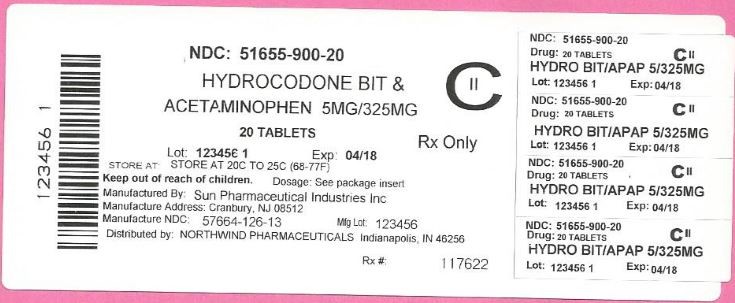 NDC: 51655-900-20
HYDROCODONE BIT &
ACETAMINOPHEN 5MG/325MG
CII
20 TABLETS
Rx Only
Lot: 123456 1 Exp: 04/18
STORE AT: STORE AT 20C TO 25C (68-77F)
Keep out of reach of children. Dosage: See package insert
Manufactured By: Sun Pharmaceutical Industries Inc
Manufacture Address: Cranbury, NJ 08512
Manufacture NDC: 57664-126-13 Mfg Lot: 123456
Distributed by: NORTHWIND PHARMACEUTICALS Indianapolis, IN 46256
Rx #: 117622
123456 1
NDC: 51655-900-20
Drug: 20 TABLETS CII
HYDRO BIT/APAP 5/325MG
Lot: 123456 1 Exp: 04/18
NDC: 51655-900-20
Drug: 20 TABLETS CII
HYDRO BIT/APAP 5/325MG
Lot: 123456 1 Exp: 04/18
NDC: 51655-900-20
Drug: 20 TABLETS CII
HYDRO BIT/APAP 5/325MG
Lot: 123456 1 Exp: 04/18
NDC: 51655-900-20
Drug: 20 TABLETS CII
HYDRO BIT/APAP 5/325MG
Lot: 123456 1 Exp: 04/18